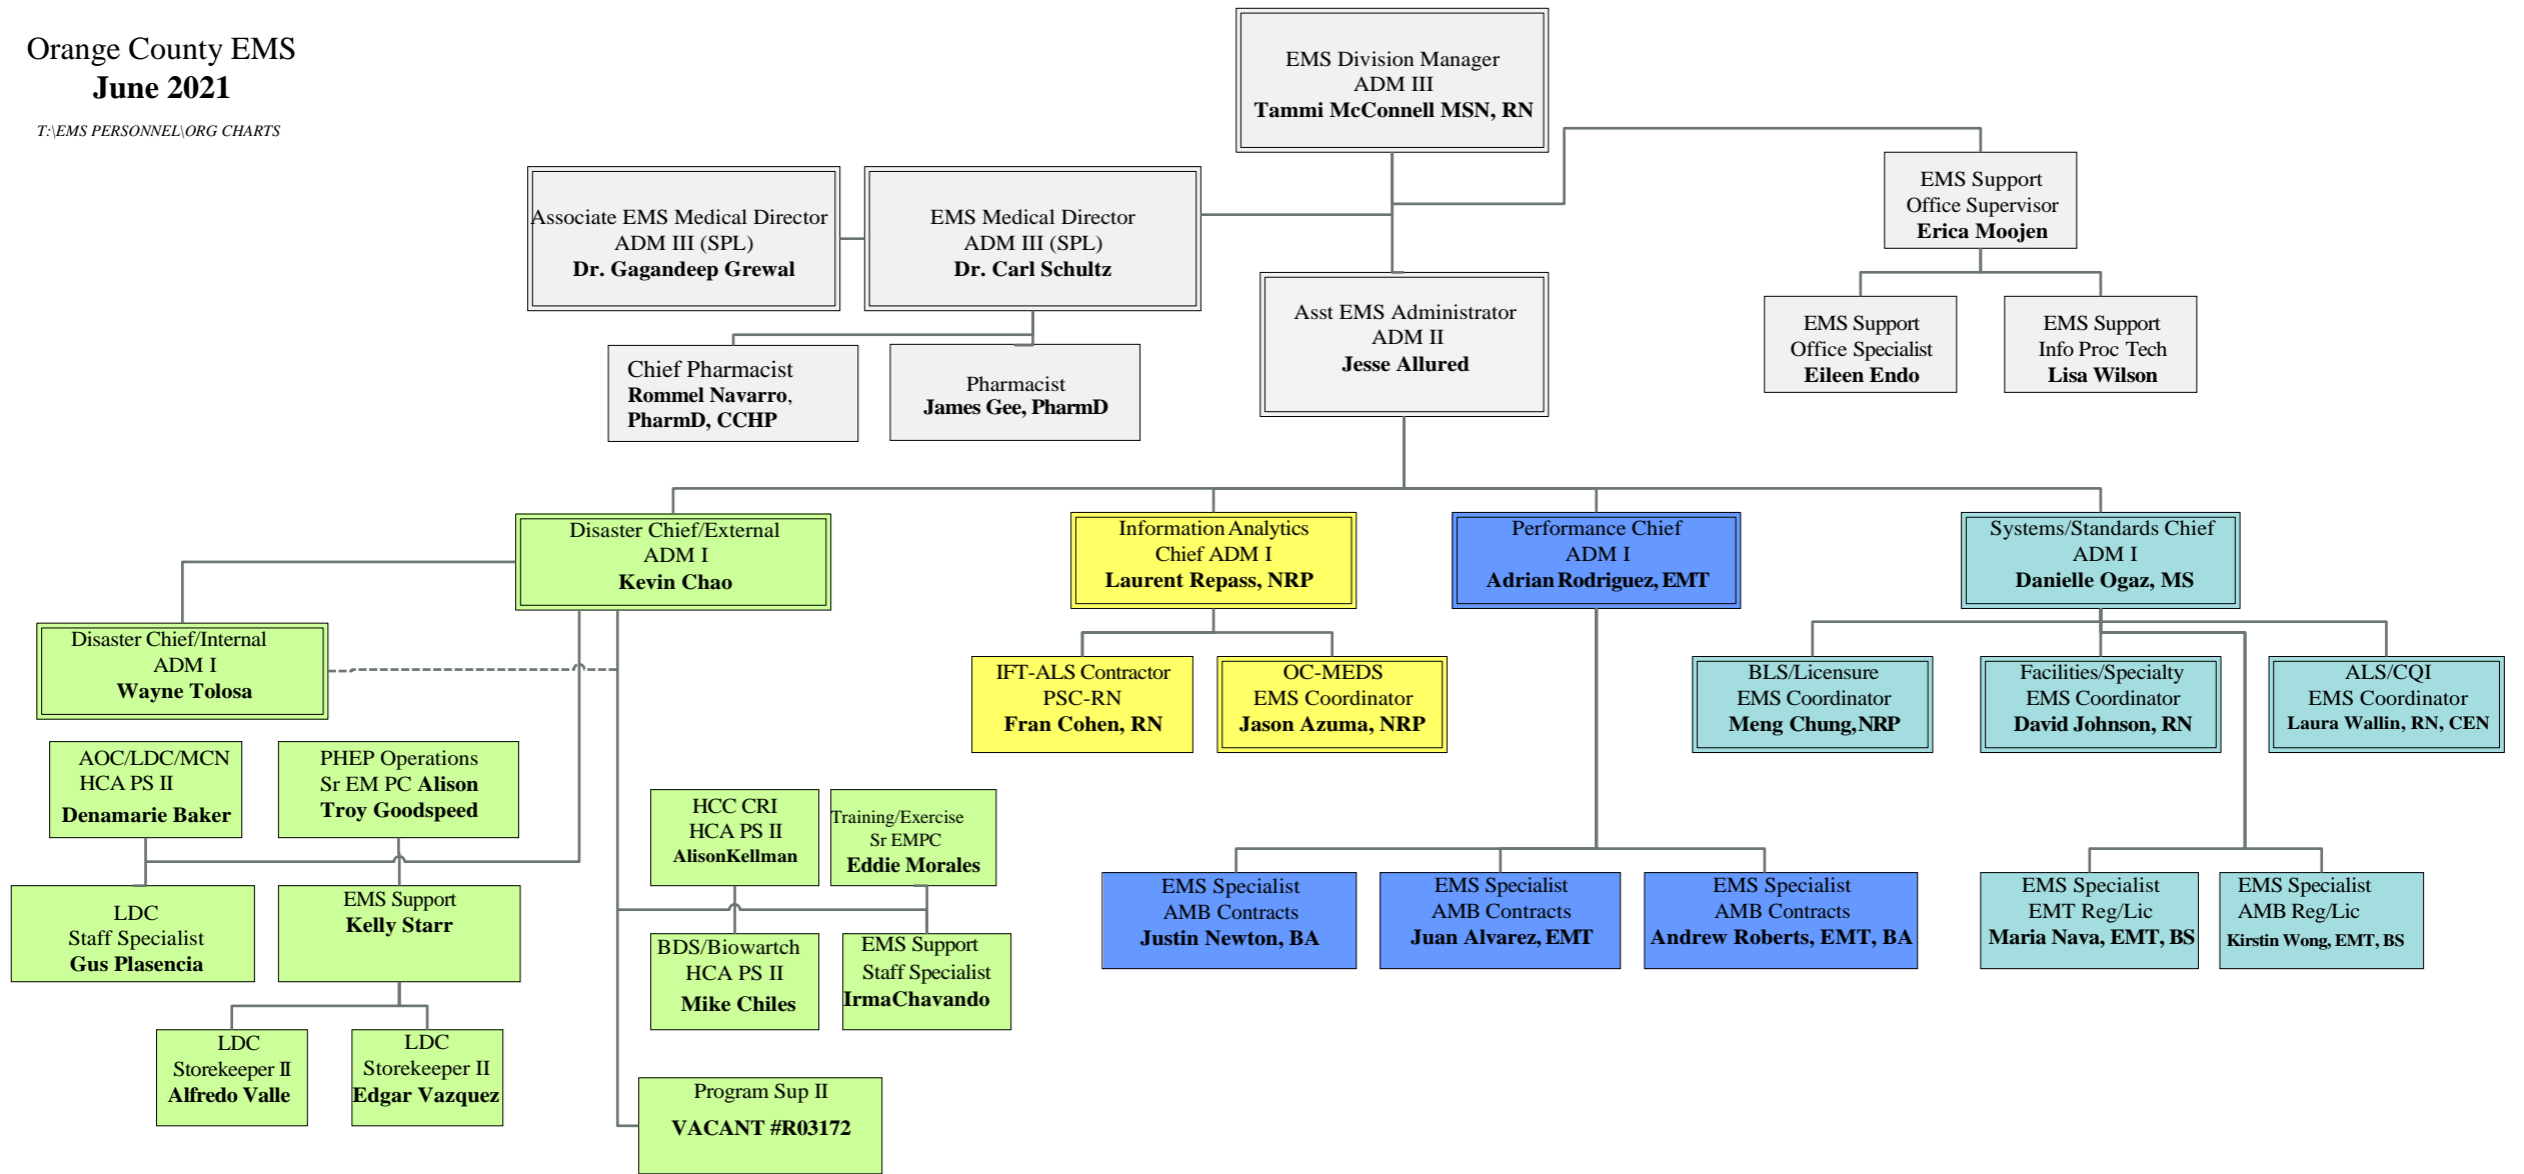 Orange County EMS
June 2021
T:\EMS PERSONNEL\ORG CHARTS
EMS Division Manager
ADM III
Tammi McConnell MSN, RN
Associate EMS Medical Director
ADM III (SPL)
Dr. Gagandeep Grewal
EMS Medical Director
ADM III (SPL)
Dr. Carl Schultz
EMS Support
Office Supervisor
Erica Moojen
Asst EMS Administrator
ADM II
Jesse Allured
EMS Support
Office Specialist
Eileen Endo
EMS Support
Info Proc Tech
Lisa Wilson
Chief Pharmacist
Rommel Navarro,
PharmD, CCHP
Pharmacist
James Gee, PharmD
Disaster Chief/External
ADM I
Kevin Chao
Information Analytics
Chief ADM I
Laurent Repass, NRP
Performance Chief
ADM I
Adrian Rodriguez, EMT
Systems/Standards Chief
ADM I
Danielle Ogaz, MS
Disaster Chief/Internal
ADM I
Wayne Tolosa
IFT-ALS Contractor
PSC-RN
Fran Cohen, RN
OC-MEDS
EMS Coordinator
Jason Azuma, NRP
BLS/Licensure
EMS Coordinator
Meng Chung, NRP
Facilities/Specialty
EMS Coordinator
David Johnson, RN
ALS/CQI
EMS Coordinator
Laura Wallin, RN, CEN
AOC/LDC/MCN
HCA PS II
Denamarie Baker
PHEP Operations
Sr EM PC Alison
Troy Goodspeed
HCC CRI
HCA PS II
AlisonKellman
Training/Exercise
Sr EMPC
Eddie Morales
LDC
Staff Specialist
Gus Plasencia
EMS Support
Kelly Starr
BDS/Biowartch
HCA PS II
Mike Chiles
EMS Support
Staff Specialist
IrmaChavando
EMS Specialist
AMB Contracts
Justin Newton, BA
EMS Specialist
AMB Contracts
Juan Alvarez, EMT
EMS Specialist
AMB Contracts
Andrew Roberts, EMT, BA
EMS Specialist
EMT Reg/Lic
Maria Nava, EMT, BS
EMS Specialist
AMB Reg/Lic
Kirstin Wong, EMT, BS
LDC
Storekeeper II
Alfredo Valle
LDC
Storekeeper II
Edgar Vazquez
Program Sup II
VACANT #R03172